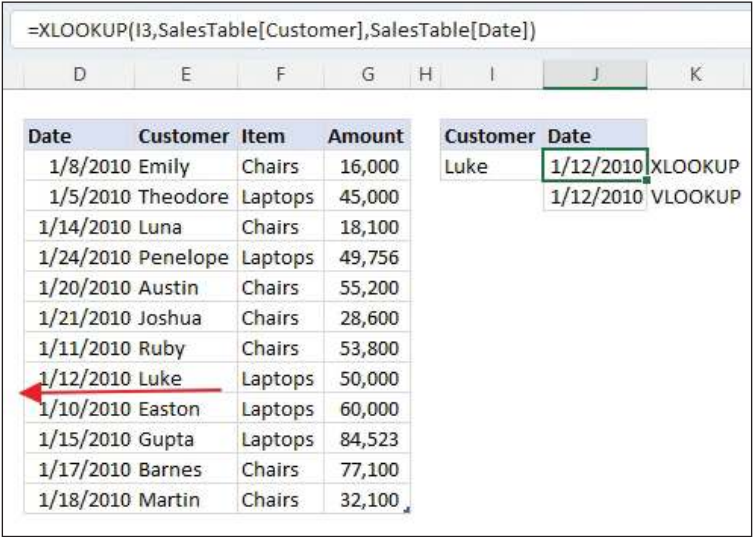 =XLOOKUP(I3,SalesTable[Customer],SalesTable[Date])
D E F G H I J K
Date Customer Item Amount Customer Date
1/8/2010 Emily Chairs 16,000 Luke 1/12/2010 XLOOKUP
1/5/2010 Theodore Laptops 45,000 1/12/2010 VLOOKUP
1/14/2010 Luna Chairs 18,100
1/24/2010 Penelope Laptops 49,756
1/20/2010 Austin Chairs 55,200
1/21/2010 Joshua Chairs 28,600
1/11/2010 Ruby Chairs 53,800
1/12/2010 Luke Laptops 50,000
1/10/2010 Easton Laptops 60,000
1/15/2010 Gupta Laptops 84,523
1/17/2010 Barnes Chairs 77,100
1/18/2010 Martin Chairs 32,100